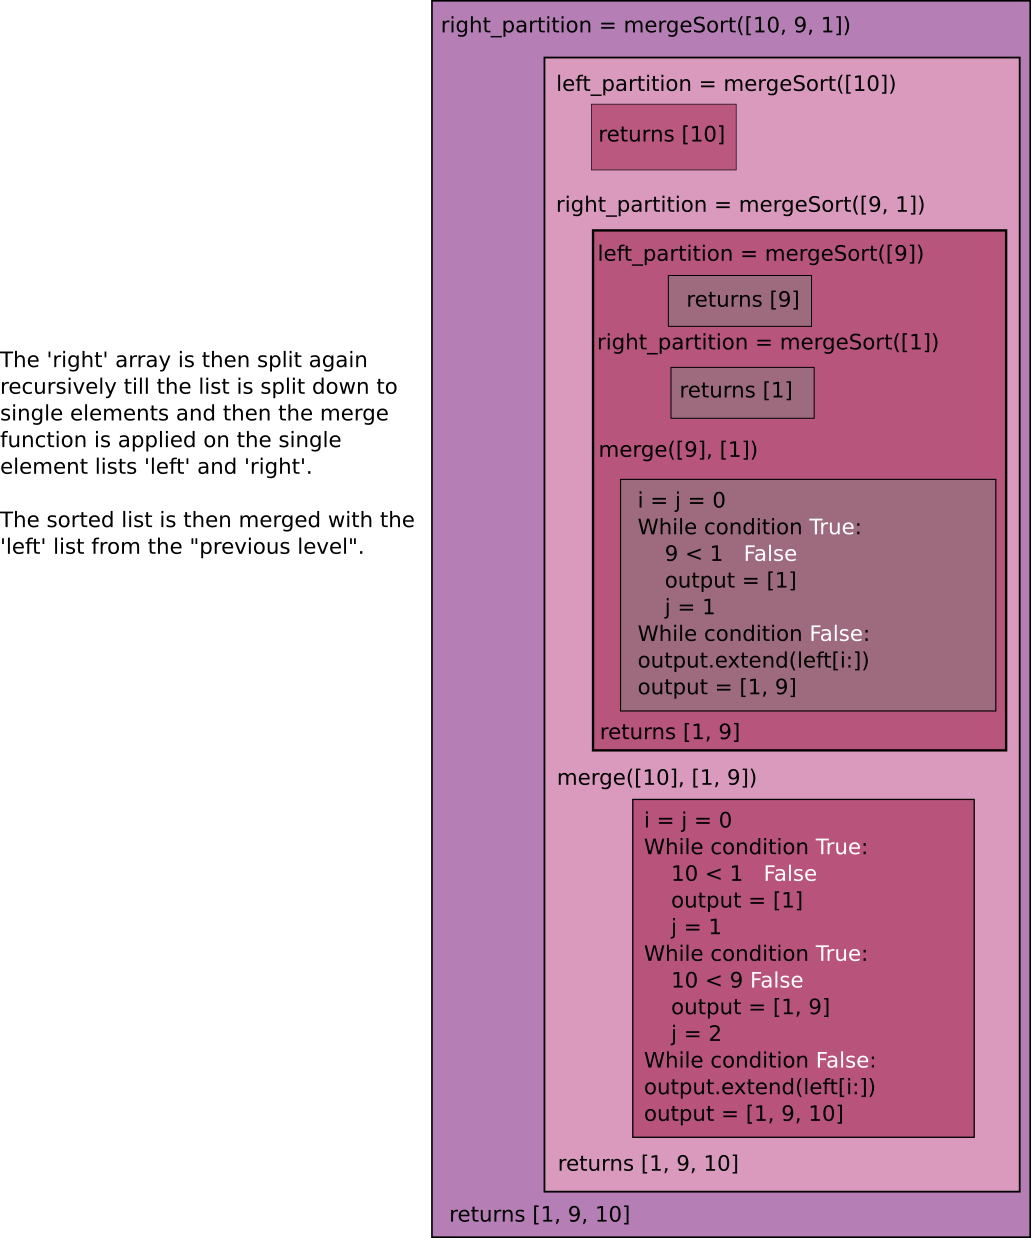 The 'right' array is then split again
recursively till the list is split down to
single elements and then the merge
function is applied on the single
element lists 'left' and 'right'.
The sorted list is then merged with the
'left' list from the "previous level".
right_partition = mergeSort([10, 9, 1])
left_partition = mergeSort([10])
returns [10]
right_partition = mergeSort([9, 1])
left_partition = mergeSort([9])
returns [9]
right_partition = mergeSort([1])
returns [1]
merge([9], [1])
i = j = 0
While condition True:
9 < 1 False
output = [1]
j = 1
While condition False:
output.extend(left[i:])
output = [1, 9]
returns [1, 9]
merge([10], [1, 9])
i = j = 0
While condition True:
10 < 1 False
output = [1]
j = 1
While condition True:
10 < 9 False
output = [1, 9]
j = 2
While condition False:
output.extend(left[i:])
output = [1, 9, 10]
returns [1, 9, 10]
returns [1, 9, 10]